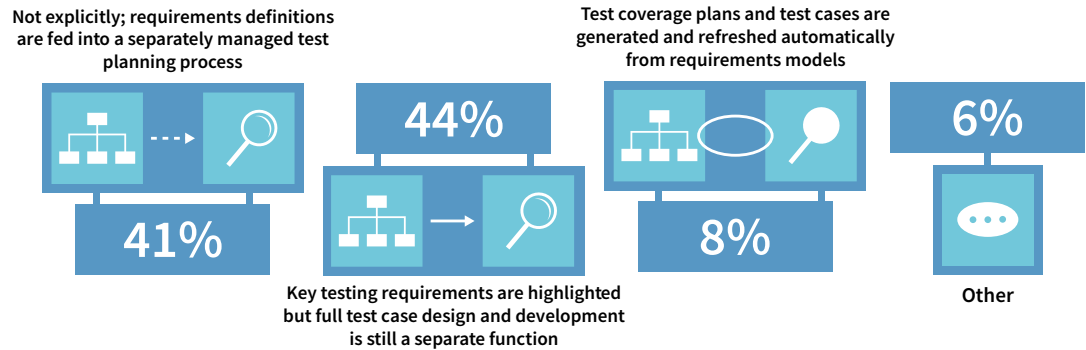 Not explicitly; requirements definitions
are fed into a separately managed test
planning process
41%
44%
Key testing requirements are highlighted
but full test case design and development
is still a separate function
Test coverage plans and test cases are
generated and refreshed automatically
from requirements models
8%
6%
Other